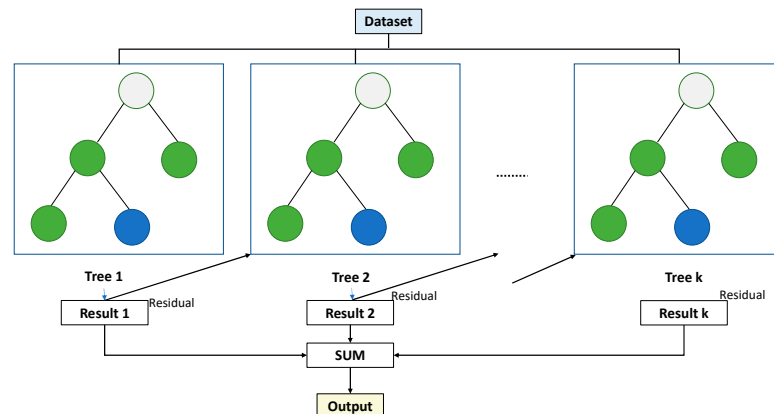 Dataset
.........
Tree 1
Tree 2
Tree k
Residual
Residual
Residual
Result 1
Result 2
Result k
SUM
Output